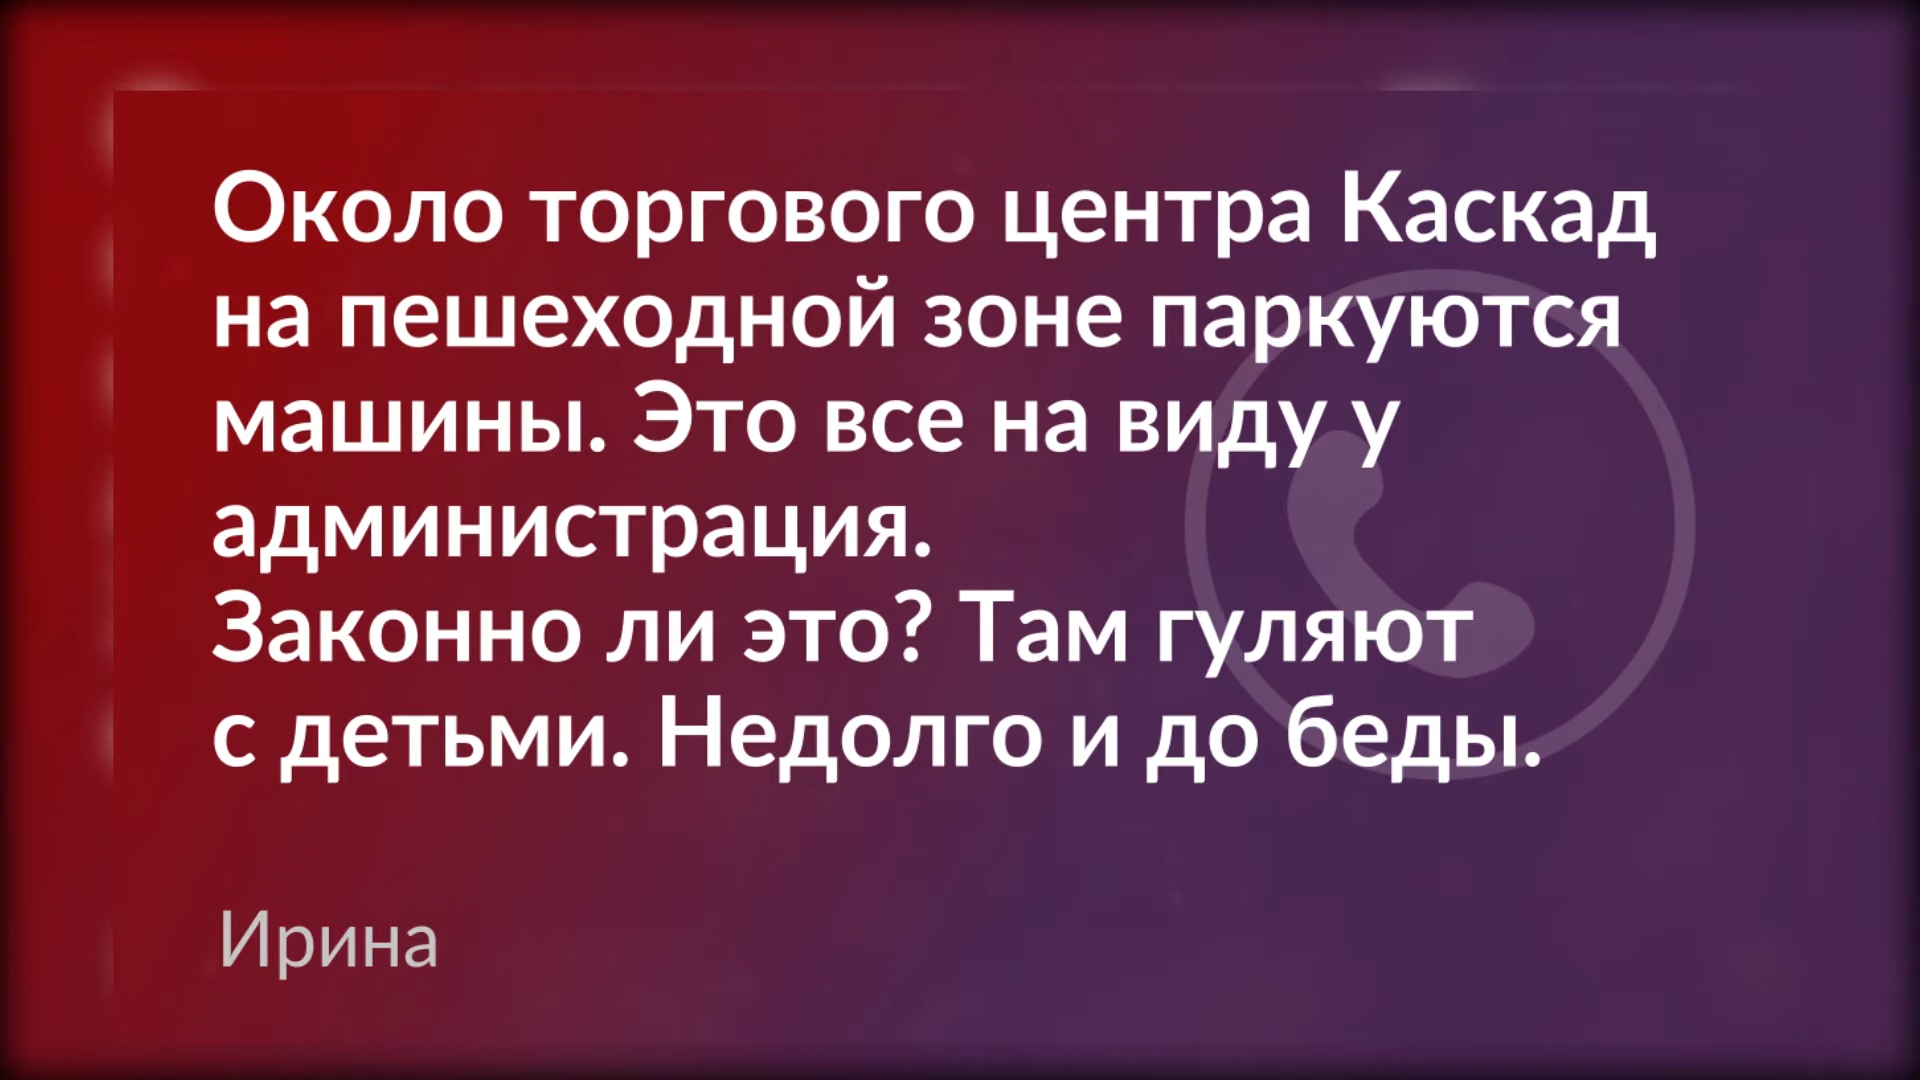 Около торгового центра Каскад
на пешеходной зоне паркуются
машины. Это все на виду у
администрация.
Законно ли это? Там гуляют
с детьми. Недолго и до беды.
Ирина